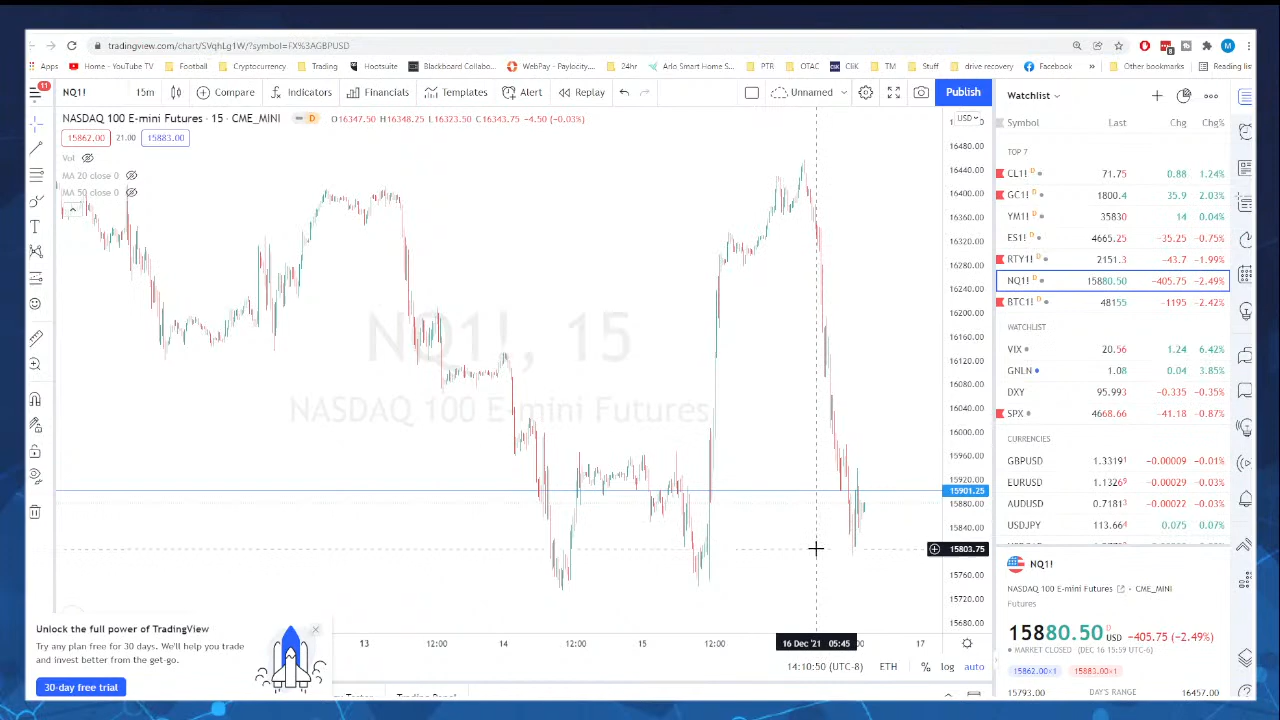 tradingview.com/chart/SVqhLg1W/?symbol=FX%3AGBPUSD
Apps Home - YouTube TV Football Cryptocurrency Trading Hootsuite Blackboard Collabo... WebPay - Paylocity... 24hr Arlo Smart Home S... PTR OTAC CliK TM Stuff drive recovery Facebook » Other bookmarks Reading list
11
NQ1! 15m Compare Indicators Financials Templates Alert Replay Unnamed Publish
NASDAQ 100 E-mini Futures · 15 · CME_MINI D O16347.50 H16348.25 L16323.50 C16343.75 -4.50 (-0.03%)
15862.00 21.00 15883.00
Vol
MA 20 close 0
MA 50 close 0
NQ1!, 15
NASDAQ 100 E-mini Futures
USD
16480.00
16440.00
16400.00
16360.00
16320.00
16280.00
16240.00
16200.00
16160.00
16120.00
16080.00
16040.00
16000.00
15960.00
15920.00
15901.25
15880.00
15840.00
15803.75
15760.00
15720.00
15680.00
13 12:00 14 12:00 15 12:00 16 Dec '21 05:45 17
14:10:50 (UTC-8) ETH % log auto
Unlock the full power of TradingView
Try any plan free for 30days. We'll help you trade
and invest better from the get-go.
30-day free trial
Trading Panel
Watchlist
Symbol Last Chg Chg%
TOP 7
CL1! D 71.75 0.88 1.24%
GC1! D 1800.4 35.9 2.03%
YM1! D 35830 14 0.04%
ES1! D 4665.25 -35.25 -0.75%
RTY1! D 2151.3 -43.7 -1.99%
NQ1! D 15880.50 -405.75 -2.49%
BTC1! D 48155 -1195 -2.42%
WATCHLIST
VIX 20.56 1.24 6.42%
GNLN 1.08 0.04 3.85%
DXY 95.993 -0.335 -0.35%
SPX 4668.66 -41.18 -0.87%
CURRENCIES
GBPUSD 1.33191 -0.00009 -0.01%
EURUSD 1.13269 -0.00029 -0.03%
AUDUSD 0.71813 -0.00022 -0.03%
USDJPY 113.664 0.075 0.07%
NQ1!
NASDAQ 100 E-mini Futures · CME_MINI
Futures
15880.50 D USD -405.75 (-2.49%)
MARKET CLOSED (DEC 16 15:59 UTC-6)
15862.00×1 15883.00×1
15793.00 DAY'S RANGE 16457.00